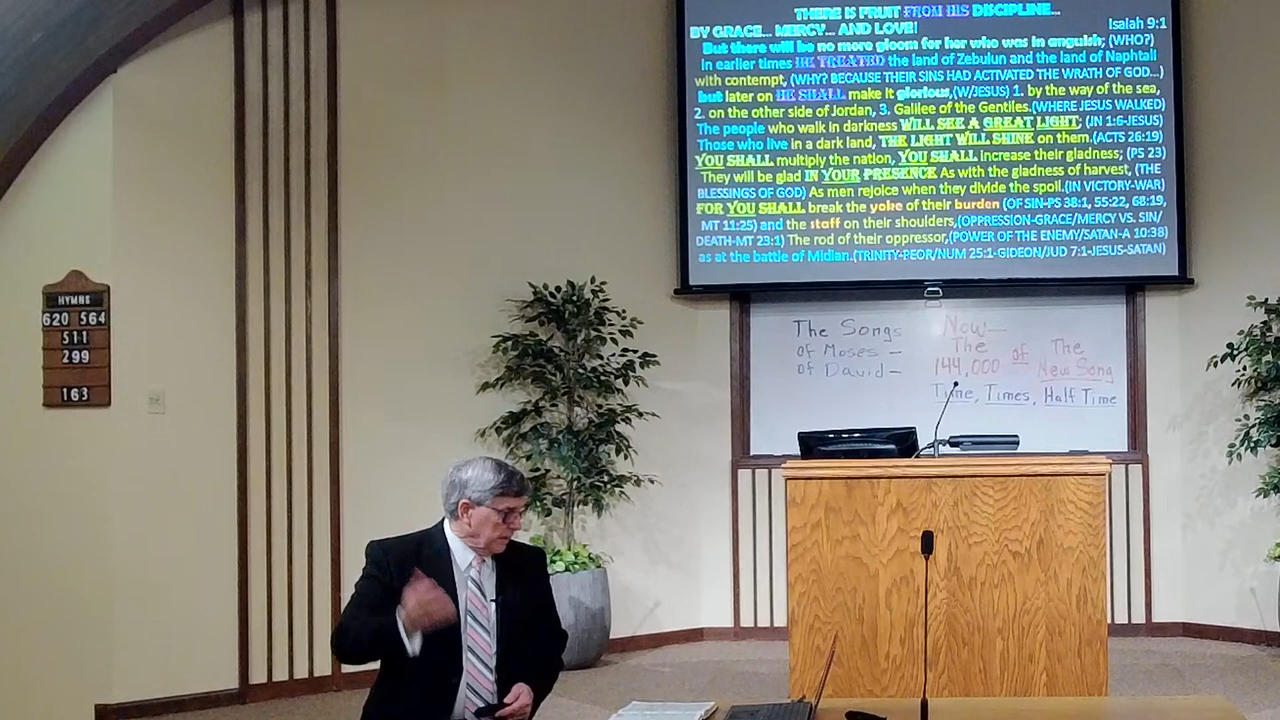 THERE IS FRUIT FROM HIS DISCIPLINE...
BY GRACE... MERCY... AND LOVE! Isaiah 9:1
But there will be no more gloom for her who was in anguish; (WHO?)
In earlier times HE TREATED the land of Zebulun and the land of Naphtali
with contempt, (WHY? BECAUSE THEIR SINS HAD ACTIVATED THE WRATH OF GOD...)
but later on HE SHALL make it glorious,(W/JESUS) 1. by the way of the sea,
2. on the other side of Jordan, 3. Galilee of the Gentiles.(WHERE JESUS WALKED)
The people who walk in darkness WILL SEE A GREAT LIGHT; (JN 1:6-JESUS)
Those who live in a dark land, THE LIGHT WILL SHINE on them.(ACTS 26:19)
YOU SHALL multiply the nation, YOU SHALL increase their gladness; (PS 23)
They will be glad IN YOUR PRESENCE As with the gladness of harvest, (THE
BLESSINGS OF GOD) As men rejoice when they divide the spoil.(IN VICTORY-WAR)
FOR YOU SHALL break the yoke of their burden (OF SIN-PS 38:1, 55:22, 68:19,
MT 11:25) and the staff on their shoulders,(OPPRESSION-GRACE/MERCY VS. SIN/
DEATH-MT 23:1) The rod of their oppressor,(POWER OF THE ENEMY/SATAN-A 10:38)
as at the battle of Midian.(TRINITY-PEOR/NUM 25:1-GIDEON/JUD 7:1-JESUS-SATAN)
HYMNS
620 564
511
299
163
The Songs
of Moses –
of David –
Now—
The
144,000 of The
New Song
Time, Times, Half Time